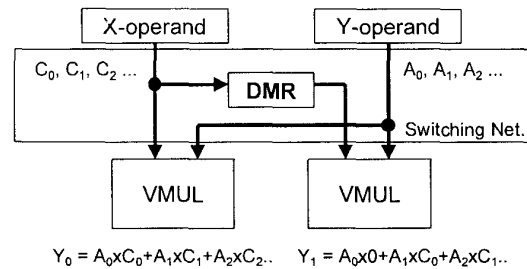 X-operand Y-operand
C₀, C₁, C₂ ... A₀, A₁, A₂ ...
DMR
Switching Net.
VMUL VMUL
Y₀ = A₀xC₀+A₁xC₁+A₂xC₂.. Y₁ = A₀x0+A₁xC₀+A₂xC₁..